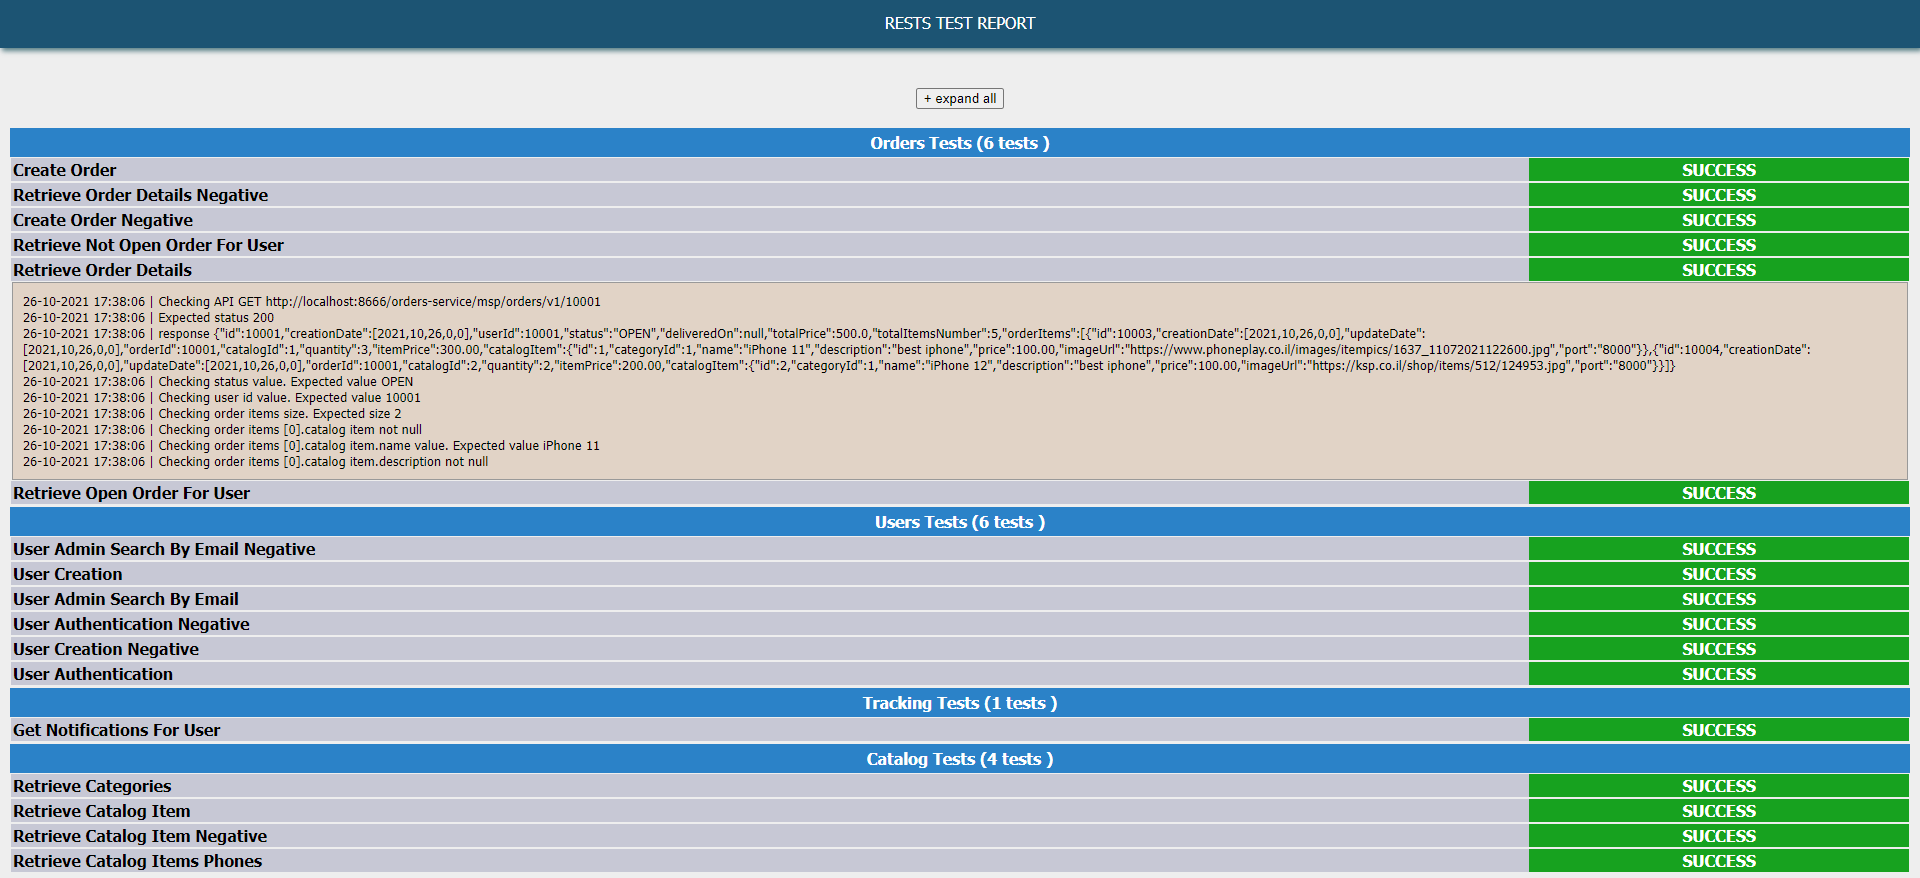 RESTS TEST REPORT
+ expand all
Orders Tests (6 tests )
Create Order SUCCESS
Retrieve Order Details Negative SUCCESS
Create Order Negative SUCCESS
Retrieve Not Open Order For User SUCCESS
Retrieve Order Details SUCCESS
26-10-2021 17:38:06 | Checking API GET http://localhost:8666/orders-service/msp/orders/v1/10001
26-10-2021 17:38:06 | Expected status 200
26-10-2021 17:38:06 | response {"id":10001,"creationDate":[2021,10,26,0,0],"userId":10001,"status":"OPEN","deliveredOn":null,"totalPrice":500.0,"totalItemsNumber":5,"orderItems":[{"id":10003,"creationDate":[2021,10,26,0,0],"updateDate":
[2021,10,26,0,0],"orderId":10001,"catalogId":1,"quantity":3,"itemPrice":300.00,"catalogItem":{"id":1,"categoryId":1,"name":"iPhone 11","description":"best iphone","price":100.00,"imageUrl":"https://www.phoneplay.co.il/images/itempics/1637_11072021122600.jpg","port":"8000"}},{"id":10004,"creationDate":
[2021,10,26,0,0],"updateDate":[2021,10,26,0,0],"orderId":10001,"catalogId":2,"quantity":2,"itemPrice":200.00,"catalogItem":{"id":2,"categoryId":1,"name":"iPhone 12","description":"best iphone","price":100.00,"imageUrl":"https://ksp.co.il/shop/items/512/124953.jpg","port":"8000"}}]}
26-10-2021 17:38:06 | Checking status value. Expected value OPEN
26-10-2021 17:38:06 | Checking user id value. Expected value 10001
26-10-2021 17:38:06 | Checking order items size. Expected size 2
26-10-2021 17:38:06 | Checking order items [0].catalog item not null
26-10-2021 17:38:06 | Checking order items [0].catalog item.name value. Expected value iPhone 11
26-10-2021 17:38:06 | Checking order items [0].catalog item.description not null
Retrieve Open Order For User SUCCESS
Users Tests (6 tests )
User Admin Search By Email Negative SUCCESS
User Creation SUCCESS
User Admin Search By Email SUCCESS
User Authentication Negative SUCCESS
User Creation Negative SUCCESS
User Authentication SUCCESS
Tracking Tests (1 tests )
Get Notifications For User SUCCESS
Catalog Tests (4 tests )
Retrieve Categories SUCCESS
Retrieve Catalog Item SUCCESS
Retrieve Catalog Item Negative SUCCESS
Retrieve Catalog Items Phones SUCCESS